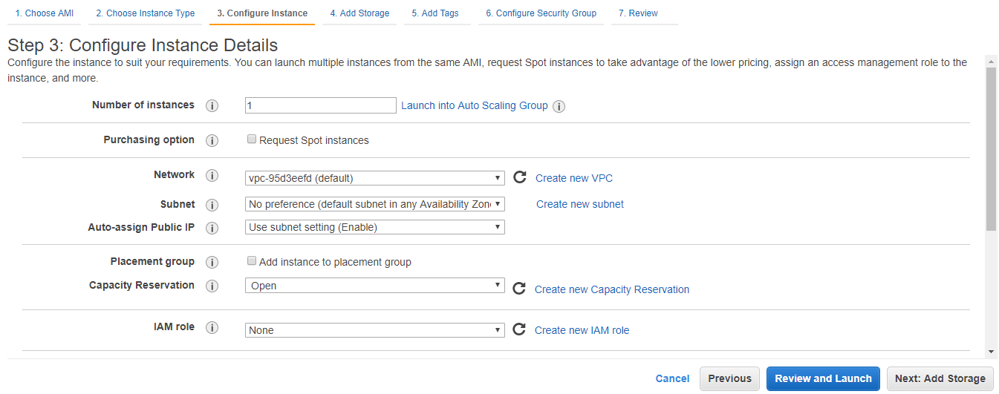 1. Choose AMI 2. Choose Instance Type 3. Configure Instance 4. Add Storage 5. Add Tags 6. Configure Security Group 7. Review
Step 3: Configure Instance Details
Configure the instance to suit your requirements. You can launch multiple instances from the same AMI, request Spot instances to take advantage of the lower pricing, assign an access management role to the
instance, and more.
Number of instances i 1 Launch into Auto Scaling Group i
Purchasing option i Request Spot instances
Network i vpc-95d3eefd (default) Create new VPC
Subnet i No preference (default subnet in any Availability Zon Create new subnet
Auto-assign Public IP i Use subnet setting (Enable)
Placement group i Add instance to placement group
Capacity Reservation i Open Create new Capacity Reservation
IAM role i None Create new IAM role
Cancel Previous Review and Launch Next: Add Storage